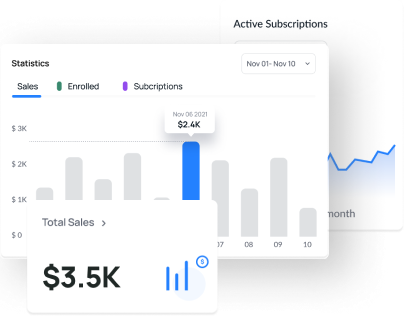 Active Subscriptions
Statistics
Nov 01- Nov 10
Sales
Enrolled
Subcriptions
Nov 06 2021
$2.4K
$ 3K
$ 2K
$ 1K
$ 0
07 08 09 10
month
Total Sales >
$3.5K
$